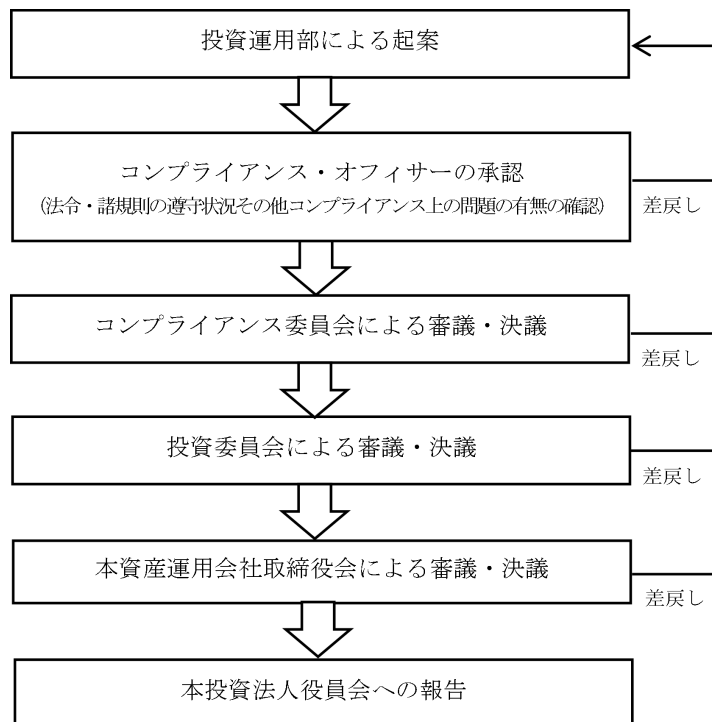 投資運用部による起案
コンプライアンス・オフィサーの承認
（法令・諸規則の遵守状況その他コンプライアンス上の問題の有無の確認）
差戻し
コンプライアンス委員会による審議・決議
差戻し
投資委員会による審議・決議
差戻し
本資産運用会社取締役会による審議・決議
差戻し
本投資法人役員会への報告